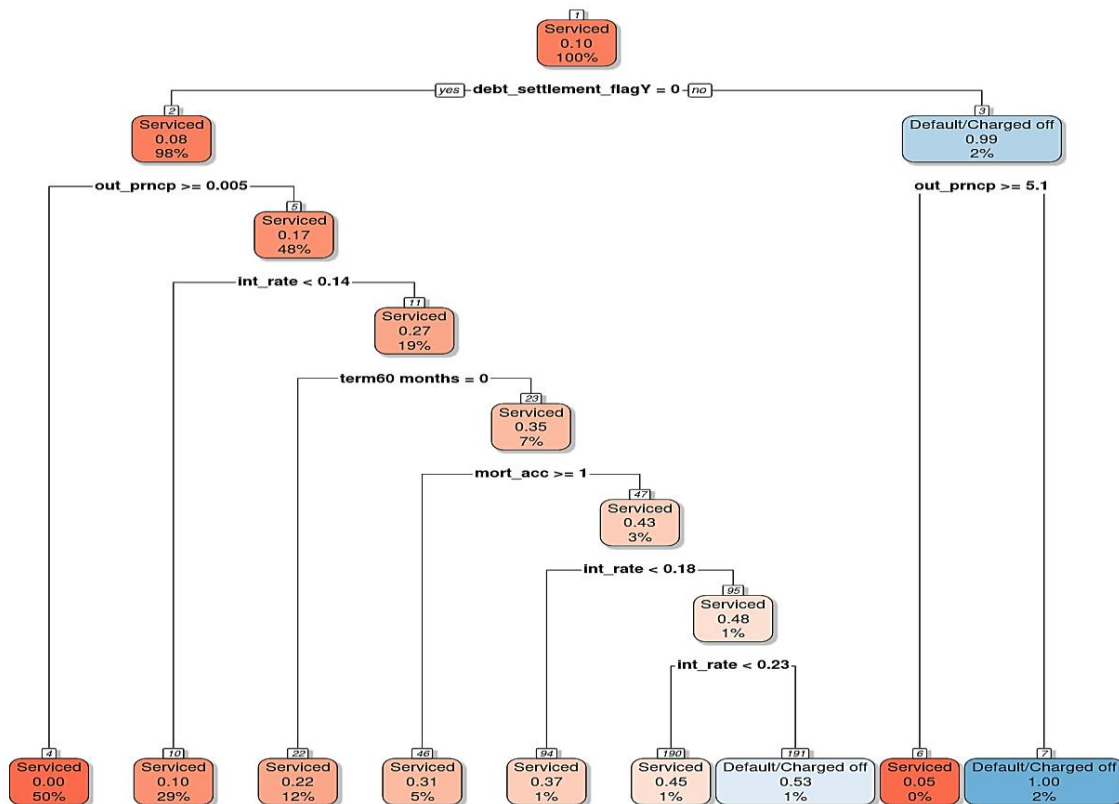 1
Serviced
0.10
100%
yes debt_settlement_flagY = 0 no
2
Serviced
0.08
98%
3
Default/Charged off
0.99
2%
out_prncp >= 0.005
out_prncp >= 5.1
5
Serviced
0.17
48%
int_rate < 0.14
11
Serviced
0.27
19%
term60 months = 0
23
Serviced
0.35
7%
mort_acc >= 1
47
Serviced
0.43
3%
int_rate < 0.18
95
Serviced
0.48
1%
int_rate < 0.23
4
Serviced
0.00
50%
10
Serviced
0.10
29%
22
Serviced
0.22
12%
46
Serviced
0.31
5%
94
Serviced
0.37
1%
190
Serviced
0.45
1%
191
Default/Charged off
0.53
1%
6
Serviced
0.05
0%
7
Default/Charged off
1.00
2%